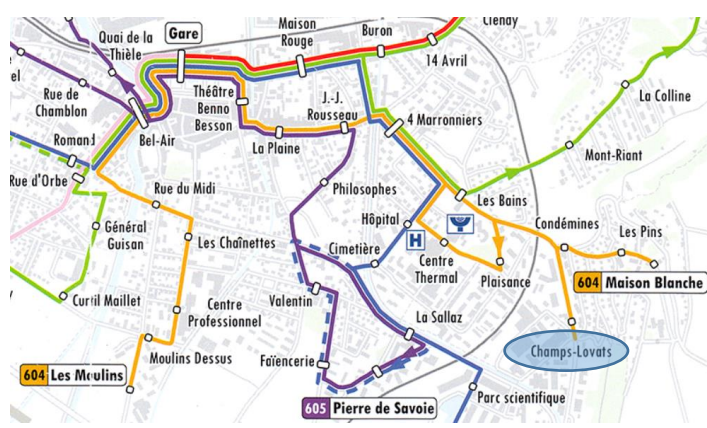 Quai de la
Thièle
Gare
Maison
Rouge
Buron
Clendy
14 Avril
Rue de
Chamblon
Théâtre
Benno
Besson
J.-J.
Rousseau
La Colline
Bel-Air
La Plaine
4 Marronniers
Mont-Riant
Rue d'Orbe
Rue du Midi
Philosophes
Les Bains
Général
Guisan
Les Chaînettes
Hôpital
H
Condémines
Les Pins
Cimetière
Centre
Thermal
Plaisance
604 Maison Blanche
Curtil Maillet
Centre
Professionnel
Valentin
La Sallaz
Moulins Dessus
Champs-Lovats
604 Les Moulins
Faïencerie
605 Pierre de Savoie
Parc scientifique